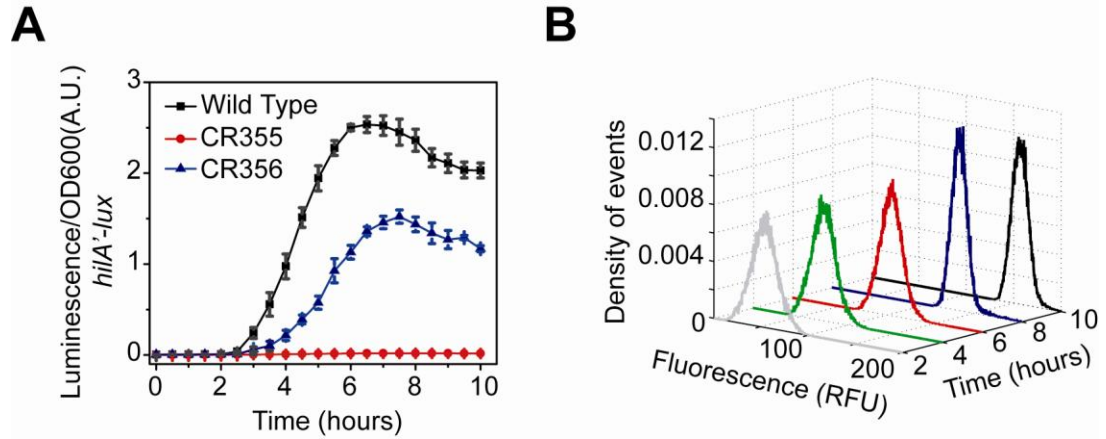 A
Luminescence/OD600(A.U.)
hilA'-lux
3
2
1
0
Wild Type
CR355
CR356
0 2 4 6 8 10
Time (hours)
B
Density of events
0.012
0.008
0.004
0
100
200
Fluorescence (RFU)
2
4
6
8
10
Time (hours)